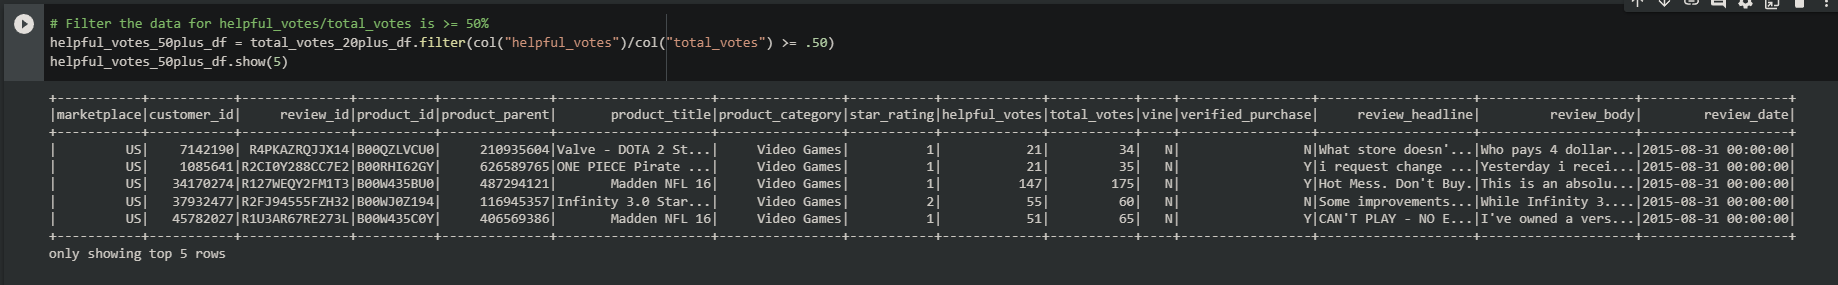 # Filter the data for helpful_votes/total_votes is >= 50%
helpful_votes_50plus_df = total_votes_20plus_df.filter(col("helpful_votes")/col("total_votes") >= .50)
helpful_votes_50plus_df.show(5)
+-----------+-----------+--------------+----------+--------------+--------------------+----------------+-----------+-------------+-----------+----+-----------------+--------------------+--------------------+-------------------+
|marketplace|customer_id|     review_id|product_id|product_parent|       product_title|product_category|star_rating|helpful_votes|total_votes|vine|verified_purchase|     review_headline|         review_body|        review_date|
+-----------+-----------+--------------+----------+--------------+--------------------+----------------+-----------+-------------+-----------+----+-----------------+--------------------+--------------------+-------------------+
|         US|    7142190| R4PKAZRQJJX14|B00QZLVCU0|     210935604|Valve - DOTA 2 St...|     Video Games|          1|           21|         34|   N|                N|What store doesn'...|Who pays 4 dollar...|2015-08-31 00:00:00|
|         US|    1085641|R2CI0Y288CC7E2|B00RHI62GY|     626589765|ONE PIECE Pirate ...|     Video Games|          1|           21|         35|   N|                Y|i request change ...|Yesterday i recei...|2015-08-31 00:00:00|
|         US|   34170274|R127WEQY2FM1T3|B00W435BU0|     487294121|       Madden NFL 16|     Video Games|          1|          147|        175|   N|                Y|Hot Mess. Don't Buy.|This is an absolu...|2015-08-31 00:00:00|
|         US|   37932477|R2FJ94555FZH32|B00WJ0Z194|     116945357|Infinity 3.0 Star...|     Video Games|          2|           55|         60|   N|                N|Some improvements...|While Infinity 3....|2015-08-31 00:00:00|
|         US|   45782027|R1U3AR67RE273L|B00W435C0Y|     406569386|       Madden NFL 16|     Video Games|          1|           51|         65|   N|                Y|CAN'T PLAY - NO E...|I've owned a vers...|2015-08-31 00:00:00|
+-----------+-----------+--------------+----------+--------------+--------------------+----------------+-----------+-------------+-----------+----+-----------------+--------------------+--------------------+-------------------+
only showing top 5 rows